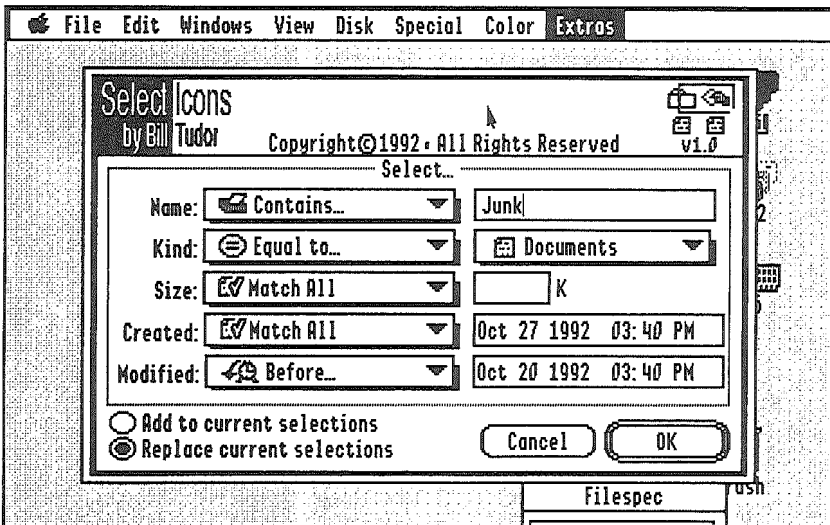 File Edit Windows View Disk Special Color Extras
Select Icons
by Bill Tudor
Copyright©1992 • All Rights Reserved
v1.0
Select…
Name: Contains… Junk
Kind: Equal to… Documents
Size: Match All K
Created: Match All Oct 27 1992 03:40 PM
Modified: Before… Oct 20 1992 03:40 PM
Add to current selections
Replace current selections
Cancel OK
Filespec